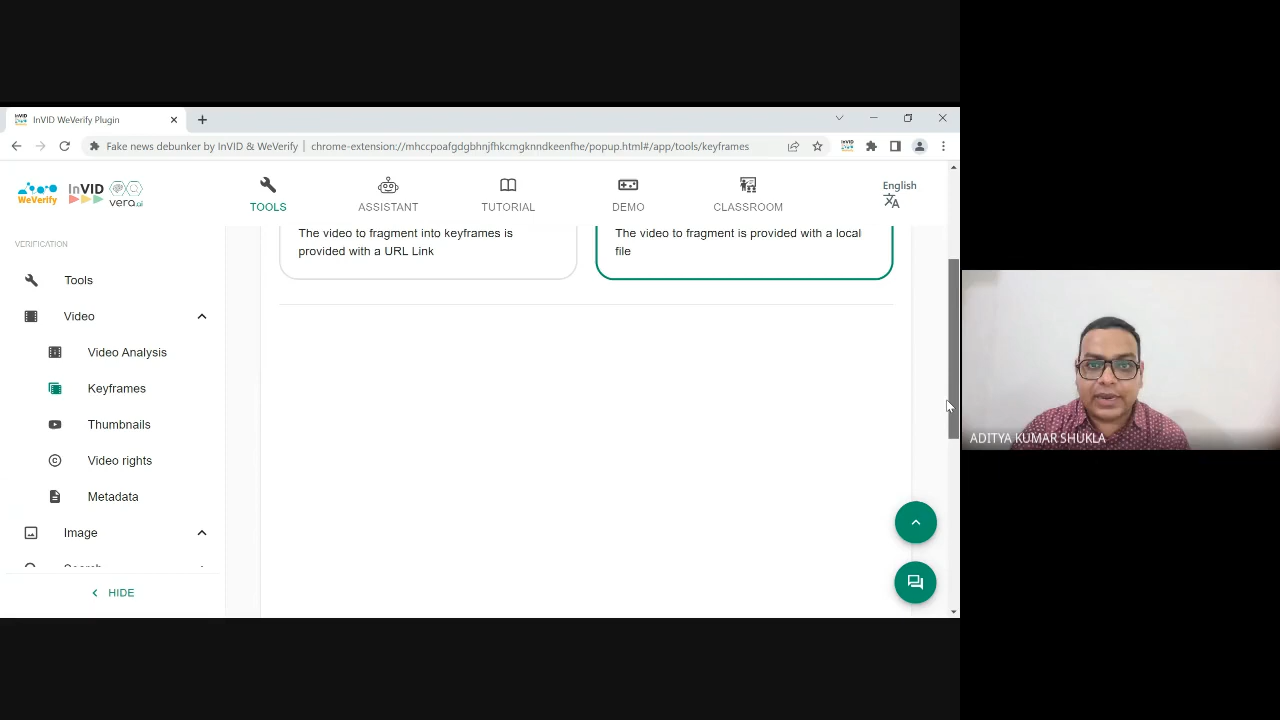 InVID WeVerify Plugin
Fake news debunker by InVID & WeVerify
chrome-extension://mhccpoafgdgbhnjfhkcmgknndkeenfhe/popup.html#/app/tools/keyframes
WeVerify
InVID
vera.ai
TOOLS
ASSISTANT
TUTORIAL
DEMO
CLASSROOM
English
VERIFICATION
Tools
Video
Video Analysis
Keyframes
Thumbnails
Video rights
Metadata
Image
Search
HIDE
The video to fragment into keyframes is
provided with a URL Link
The video to fragment is provided with a local
file
ADITYA KUMAR SHUKLA